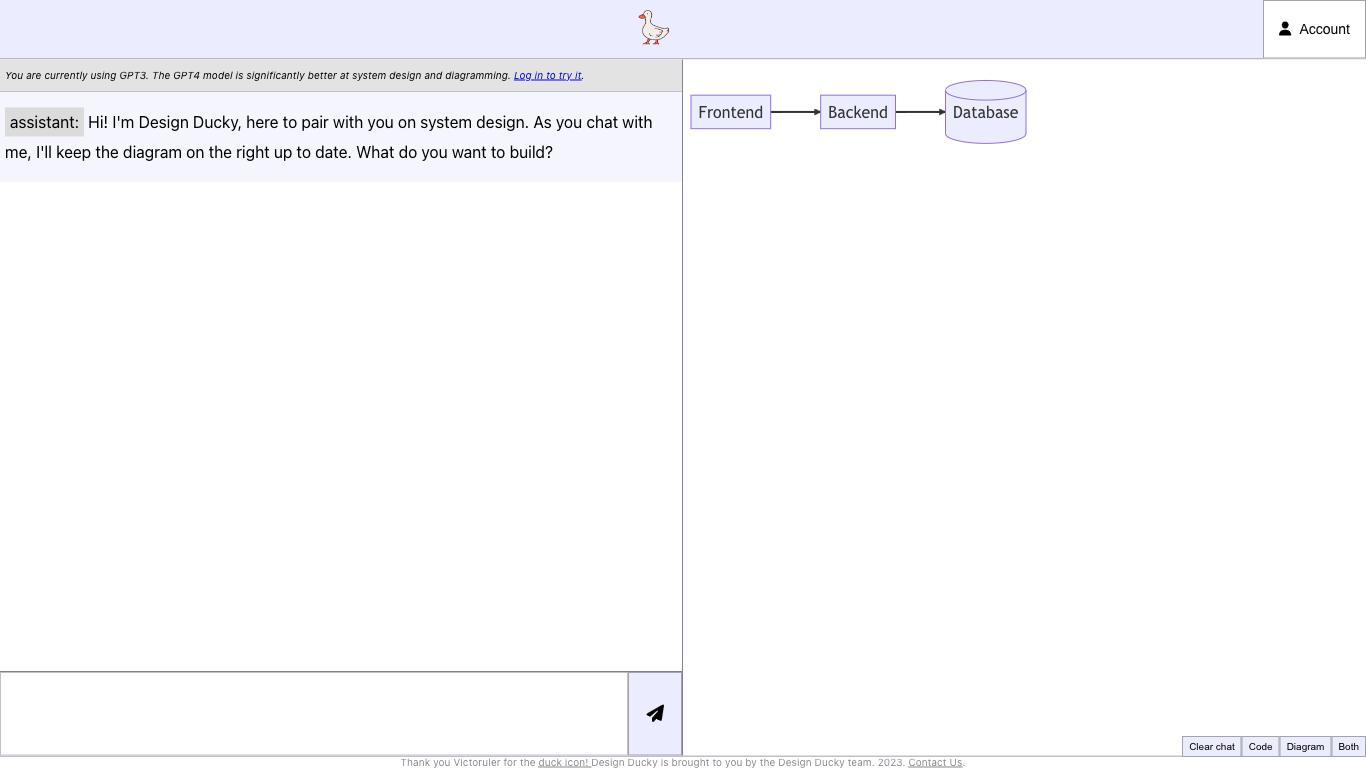 Account
You are currently using GPT3. The GPT4 model is significantly better at system design and diagramming. Log in to try it.
assistant: Hi! I'm Design Ducky, here to pair with you on system design. As you chat with
me, I'll keep the diagram on the right up to date. What do you want to build?
Frontend Backend Database
Clear chat Code Diagram Both
Thank you Victoruler for the duck icon! Design Ducky is brought to you by the Design Ducky team. 2023. Contact Us.